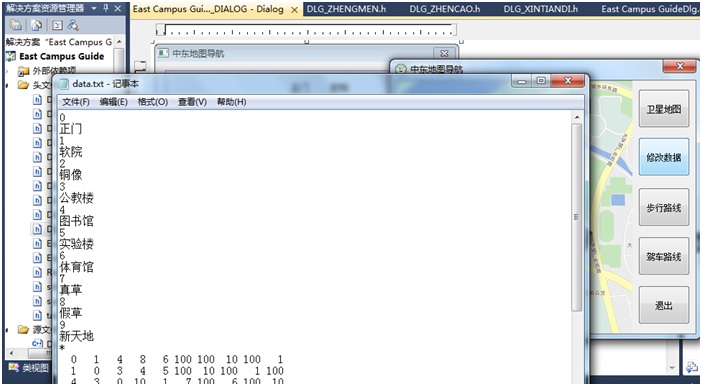 解决方案资源管理器
East Campus Gui..._DIALOG - Dialog
DLG_ZHENGMEN.h
DLG_ZHENCAO.h
DLG_XINTIANDI.h
East Campus GuideDlg.
解决方案"East Campus G
East Campus Guide
外部依赖项
头文
源文
类视图
中东地图导航
中东地图导航
data.txt - 记事本
文件(F) 编辑(E) 格式(O) 查看(V) 帮助(H)
0
正门
1
软院
2
铜像
3
公教楼
4
图书馆
5
实验楼
6
体育馆
7
真草
8
假草
9
新天地
*
0 1 4 8 6 100 100 10 100 1
1 0 3 4 5 100 10 100 1 100
4 3 0 10 1 7 100 6 100 10
卫星地图
修改数据
步行路线
驾车路线
退出